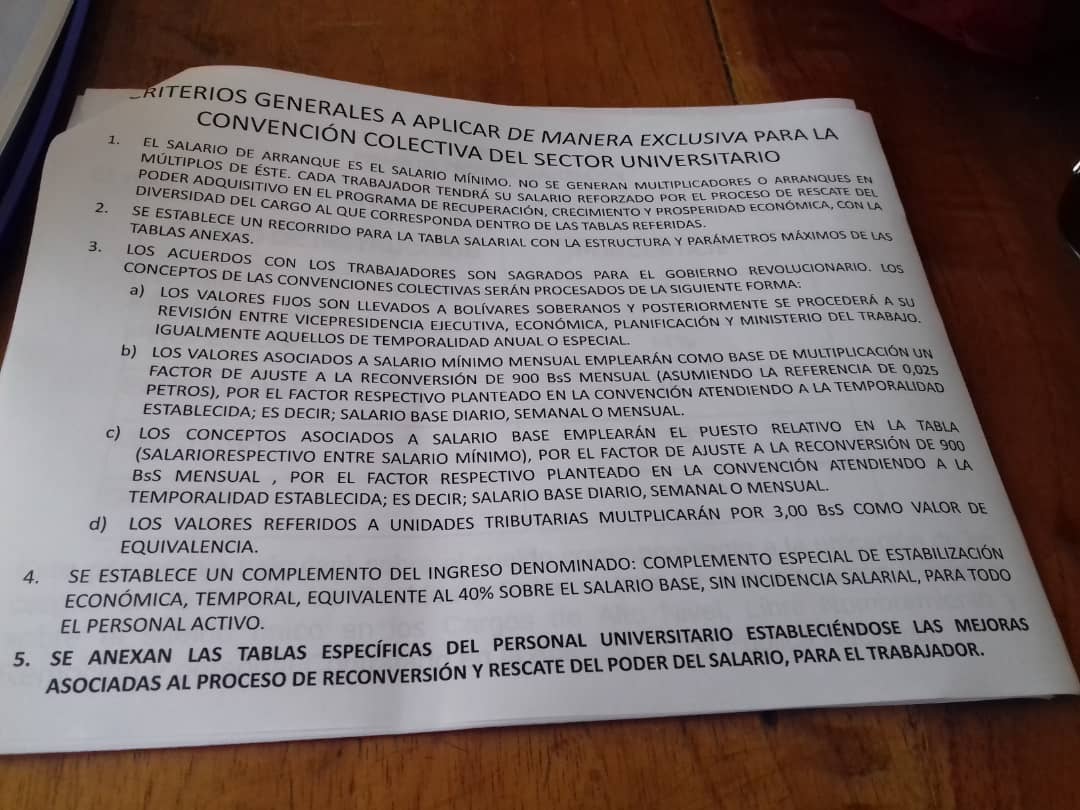 CRITERIOS GENERALES A APLICAR DE MANERA EXCLUSIVA PARA LA
CONVENCIÓN COLECTIVA DEL SECTOR UNIVERSITARIO
1. EL SALARIO DE ARRANQUE ES EL SALARIO MÍNIMO. NO SE GENERAN MULTIPLICADORES O ARRANQUES EN
MÚLTIPLOS DE ÉSTE. CADA TRABAJADOR TENDRÁ SU SALARIO REFORZADO POR EL PROCESO DE RESCATE DEL
PODER ADQUISITIVO EN EL PROGRAMA DE RECUPERACIÓN, CRECIMIENTO Y PROSPERIDAD ECONÓMICA, CON LA
DIVERSIDAD DEL CARGO AL QUE CORRESPONDA DENTRO DE LAS TABLAS REFERIDAS.
2. SE ESTABLECE UN RECORRIDO PARA LA TABLA SALARIAL CON LA ESTRUCTURA Y PARÁMETROS MÁXIMOS DE LAS
TABLAS ANEXAS.
3. LOS ACUERDOS CON LOS TRABAJADORES SON SAGRADOS PARA EL GOBIERNO REVOLUCIONARIO. LOS
CONCEPTOS DE LAS CONVENCIONES COLECTIVAS SERÁN PROCESADOS DE LA SIGUIENTE FORMA:
a) LOS VALORES FIJOS SON LLEVADOS A BOLÍVARES SOBERANOS Y POSTERIORMENTE SE PROCEDERÁ A SU
REVISIÓN ENTRE VICEPRESIDENCIA EJECUTIVA, ECONÓMICA, PLANIFICACIÓN Y MINISTERIO DEL TRABAJO.
IGUALMENTE AQUELLOS DE TEMPORALIDAD ANUAL O ESPECIAL.
b) LOS VALORES ASOCIADOS A SALARIO MÍNIMO MENSUAL EMPLEARÁN COMO BASE DE MULTIPLICACIÓN UN
FACTOR DE AJUSTE A LA RECONVERSIÓN DE 900 BsS MENSUAL (ASUMIENDO LA REFERENCIA DE 0,025
PETROS), POR EL FACTOR RESPECTIVO PLANTEADO EN LA CONVENCIÓN ATENDIENDO A LA TEMPORALIDAD
ESTABLECIDA; ES DECIR; SALARIO BASE DIARIO, SEMANAL O MENSUAL.
c) LOS CONCEPTOS ASOCIADOS A SALARIO BASE EMPLEARÁN EL PUESTO RELATIVO EN LA TABLA
(SALARIORESPECTIVO ENTRE SALARIO MÍNIMO), POR EL FACTOR DE AJUSTE A LA RECONVERSIÓN DE 900
BsS MENSUAL , POR EL FACTOR RESPECTIVO PLANTEADO EN LA CONVENCIÓN ATENDIENDO A LA
TEMPORALIDAD ESTABLECIDA; ES DECIR; SALARIO BASE DIARIO, SEMANAL O MENSUAL.
d) LOS VALORES REFERIDOS A UNIDADES TRIBUTARIAS MULTPLICARÁN POR 3,00 BsS COMO VALOR DE
EQUIVALENCIA.
4. SE ESTABLECE UN COMPLEMENTO DEL INGRESO DENOMINADO: COMPLEMENTO ESPECIAL DE ESTABILIZACIÓN
ECONÓMICA, TEMPORAL, EQUIVALENTE AL 40% SOBRE EL SALARIO BASE, SIN INCIDENCIA SALARIAL, PARA TODO
EL PERSONAL ACTIVO.
5. SE ANEXAN LAS TABLAS ESPECÍFICAS DEL PERSONAL UNIVERSITARIO ESTABLECIÉNDOSE LAS MEJORAS
ASOCIADAS AL PROCESO DE RECONVERSIÓN Y RESCATE DEL PODER DEL SALARIO, PARA EL TRABAJADOR.